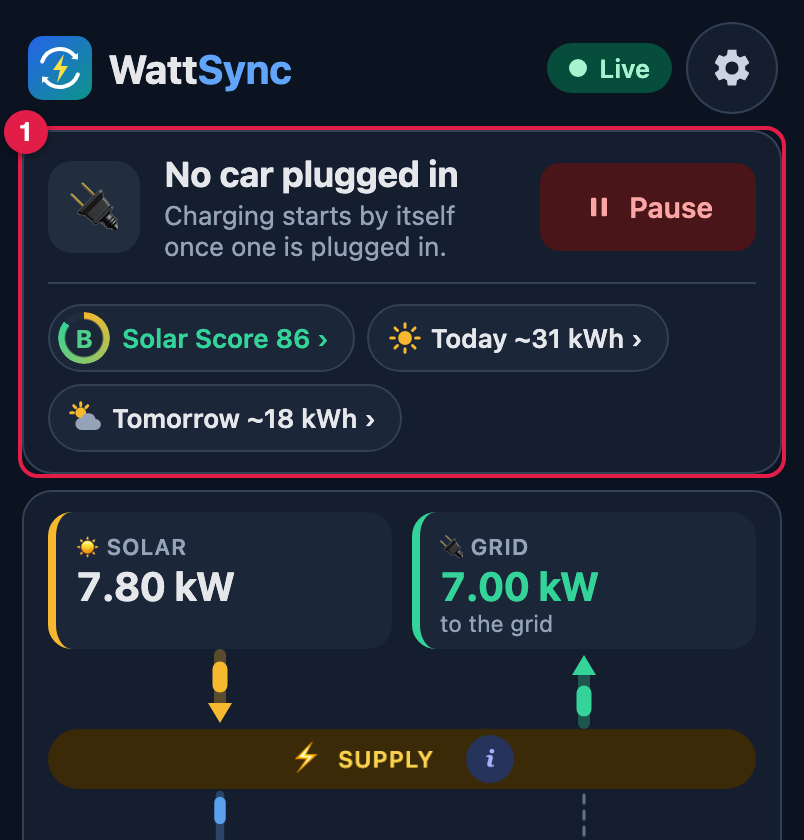 WattSync
Live
1
No car plugged in
Charging starts by itself
once one is plugged in.
Pause
B
Solar Score 86 ›
Today ~31 kWh ›
Tomorrow ~18 kWh ›
SOLAR
7.80 kW
GRID
7.00 kW
to the grid
SUPPLY
i